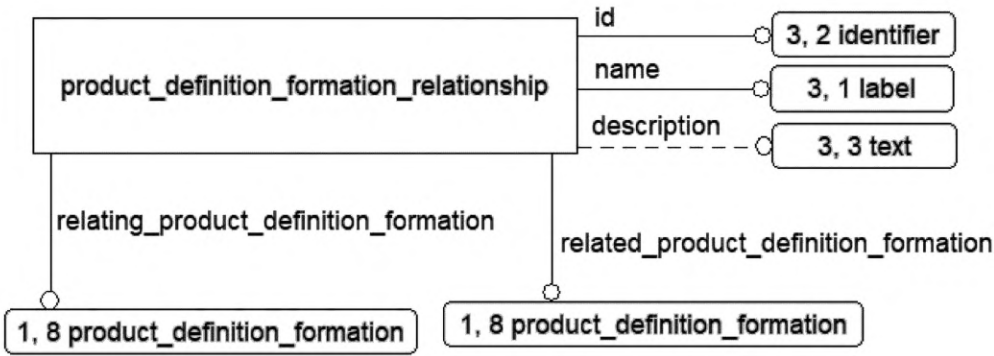 id
3, 2 identifier
product_definition_formation_relationship
name
3, 1 label
description
3, 3 text
relating_product_definition_formation
related_product_definition_formation
1, 8 product_definition_formation
1, 8 product_definition_formation